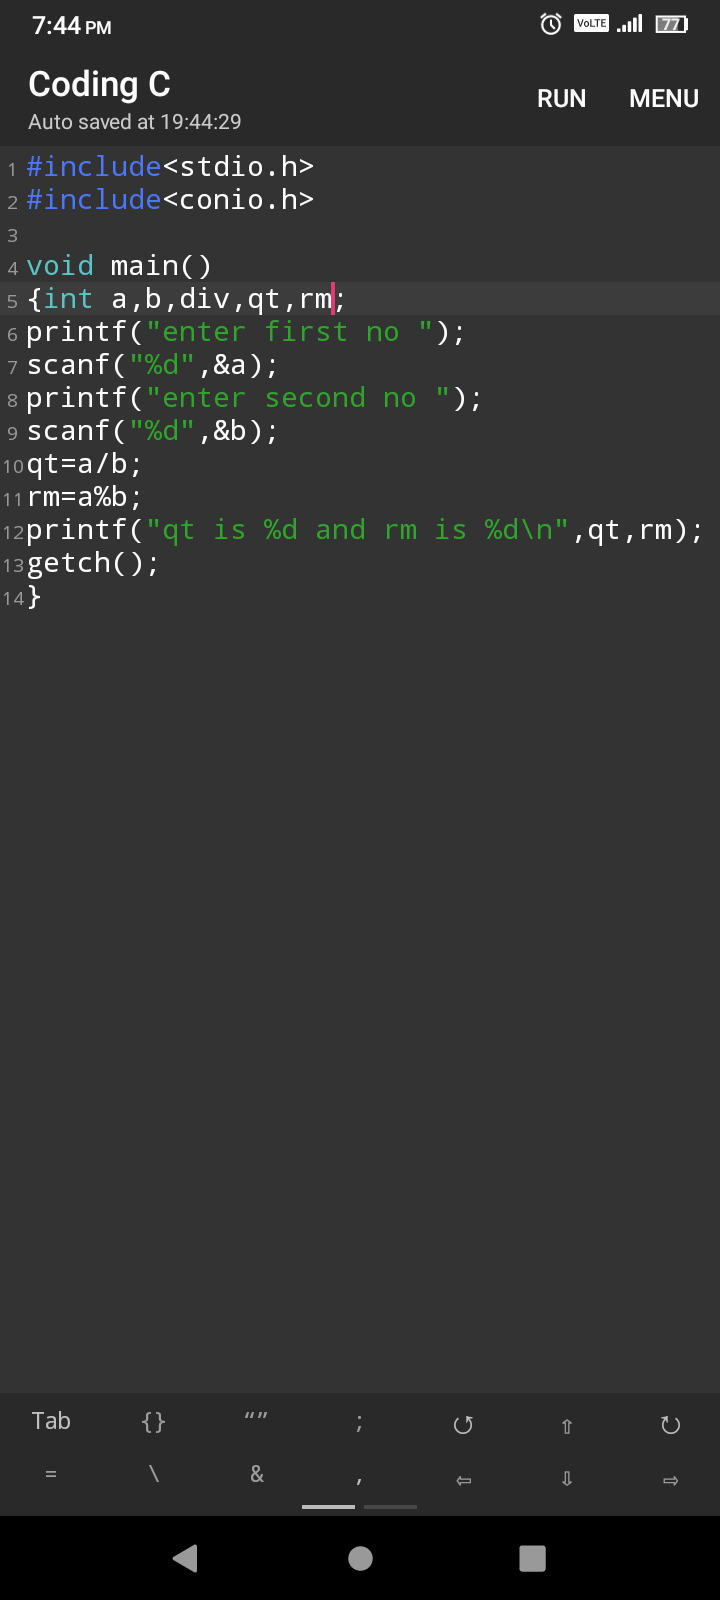 7:44 PM VoLTE 77
Coding C
RUN MENU
Auto saved at 19:44:29
1 #include<stdio.h>
2 #include<conio.h>
3
4 void main()
5 {int a,b,div,qt,rm;
6 printf("enter first no ");
7 scanf("%d",&a);
8 printf("enter second no ");
9 scanf("%d",&b);
10 qt=a/b;
11 rm=a%b;
12 printf("qt is %d and rm is %d\n",qt,rm);
13 getch();
14 }
Tab {} “” ; ↺ ⇧ ↻
= \ & , ⇦ ⇩ ⇨